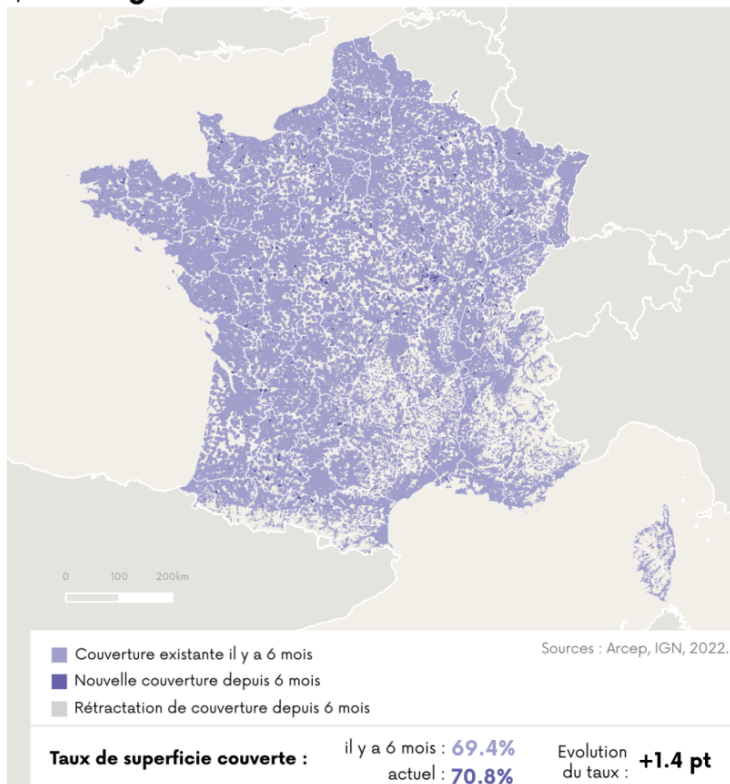 0 100 200km
Couverture existante il y a 6 mois
Sources : Arcep, IGN, 2022.
Nouvelle couverture depuis 6 mois
Rétractation de couverture depuis 6 mois
Taux de superficie couverte :
il y a 6 mois : 69.4%
actuel : 70.8%
Evolution
du taux :
+1.4 pt